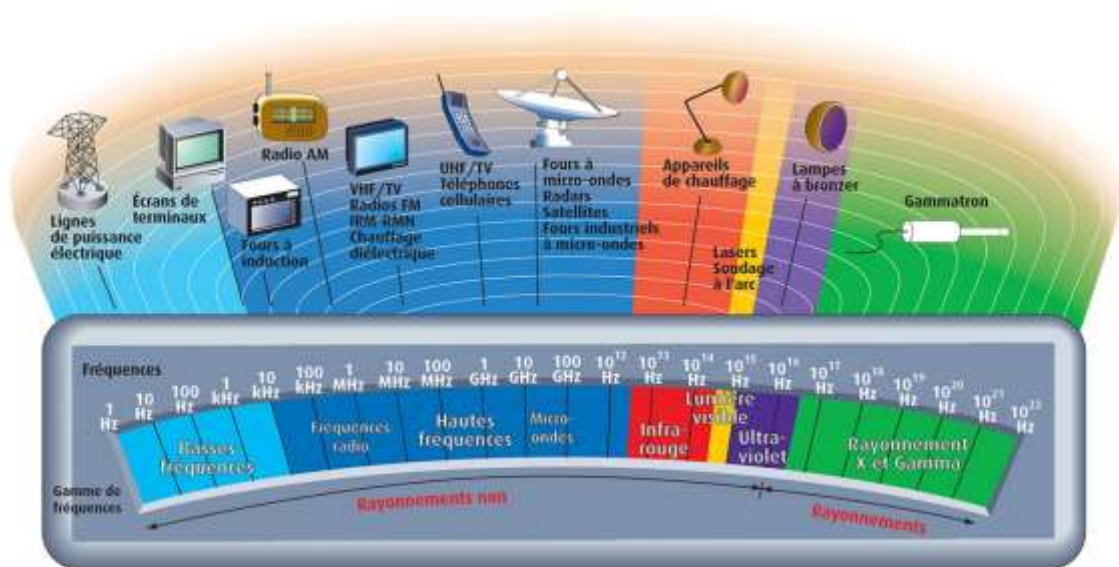 Lignes
de puissance
électrique
Écrans de
terminaux
Radio AM
Fours à
induction
VHF/TV
Radios FM
IRM-RMN
Chauffage
diélectrique
UHF/TV
Téléphones
cellulaires
Fours à
micro-ondes
Radars
Satellites
Fours industriels
à micro-ondes
Appareils
de chauffage
Lasers
Soudage
à l'arc
Lampes
à bronzer
Gammatron
Fréquences
1
Hz
10
Hz
100
Hz
1
kHz
10
kHz
100
kHz
1
MHz
10
MHz
100
MHz
1
GHz
10
GHz
100
GHz
10¹²
Hz
10¹³
Hz
10¹⁴
Hz
10¹⁵
Hz
10¹⁶
Hz
10¹⁷
Hz
10¹⁸
Hz
10¹⁹
Hz
10²⁰
Hz
10²¹
Hz
10²²
Hz
Basses
fréquences
Fréquences
radio
Hautes
fréquences
Micro-
ondes
Infra-
rouge
Lumière
visible
Ultra-
violet
Rayonnement
X et Gamma
Gamme de
fréquences
Rayonnements non
Rayonnements